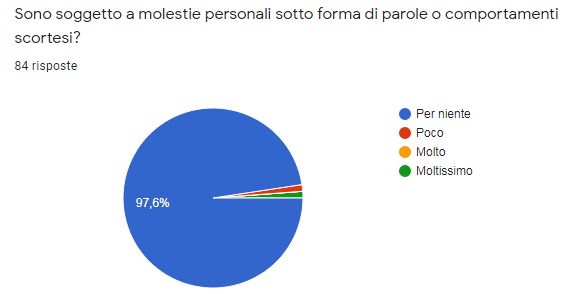 Sono soggetto a molestie personali sotto forma di parole o comportamenti
scortesi?
84 risposte
Per niente
Poco
Molto
Moltissimo
97,6%